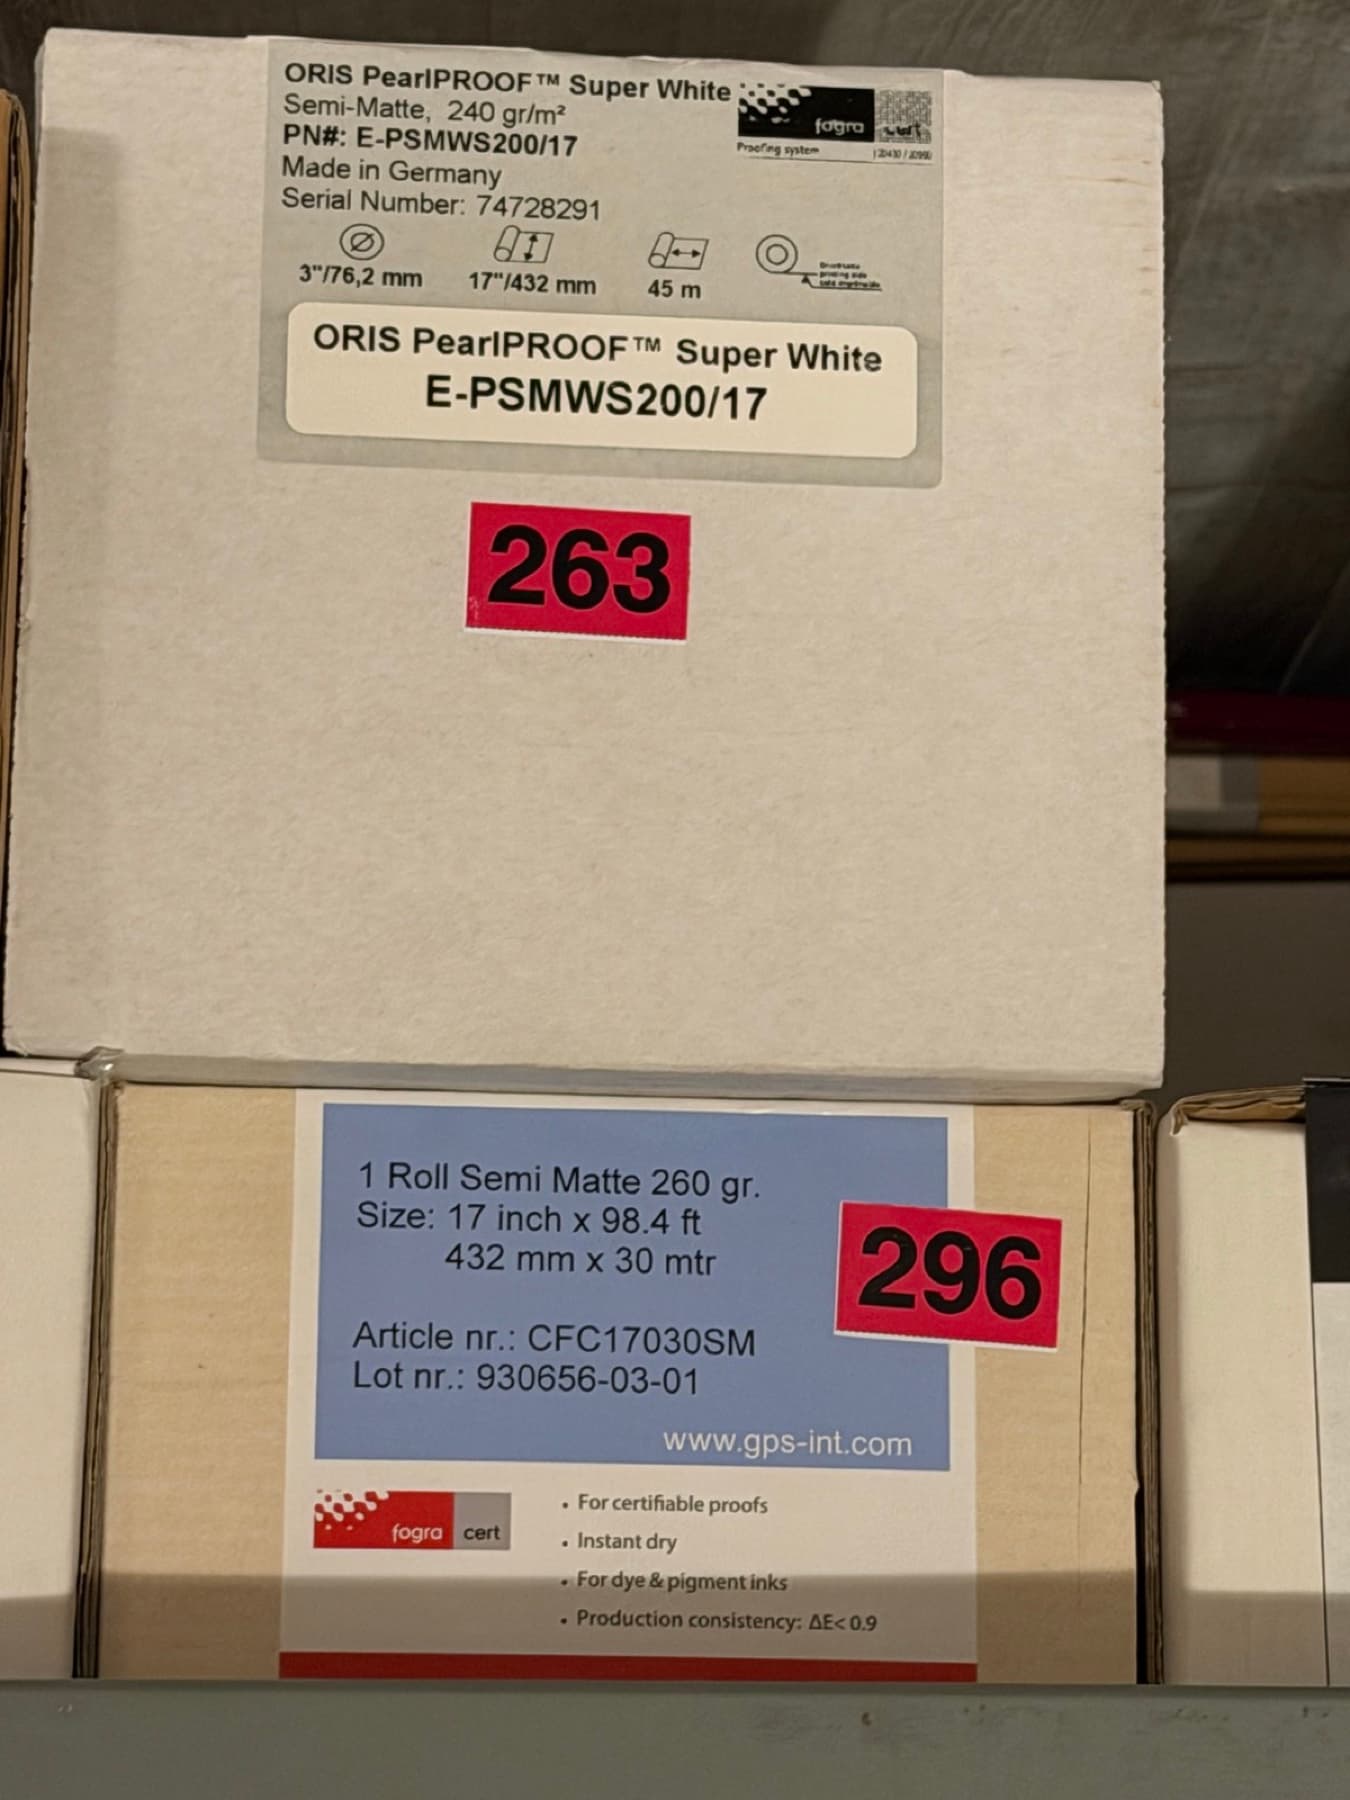 ORIS PearlPROOF™ Super White
Semi-Matte, 240 gr/m²
PN#: E-PSMWS200/17
Made in Germany
Serial Number: 74728291
fogra cert
Proofing system
3"/76,2 mm
17"/432 mm
45 m
printing side
ORIS PearlPROOF™ Super White
E-PSMWS200/17
263
1 Roll Semi Matte 260 gr.
Size: 17 inch x 98.4 ft
432 mm x 30 mtr
296
Article nr.: CFC17030SM
Lot nr.: 930656-03-01
www.gps-int.com
fogra cert
• For certifiable proofs
• Instant dry
• For dye & pigment inks
• Production consistency: ΔE< 0.9